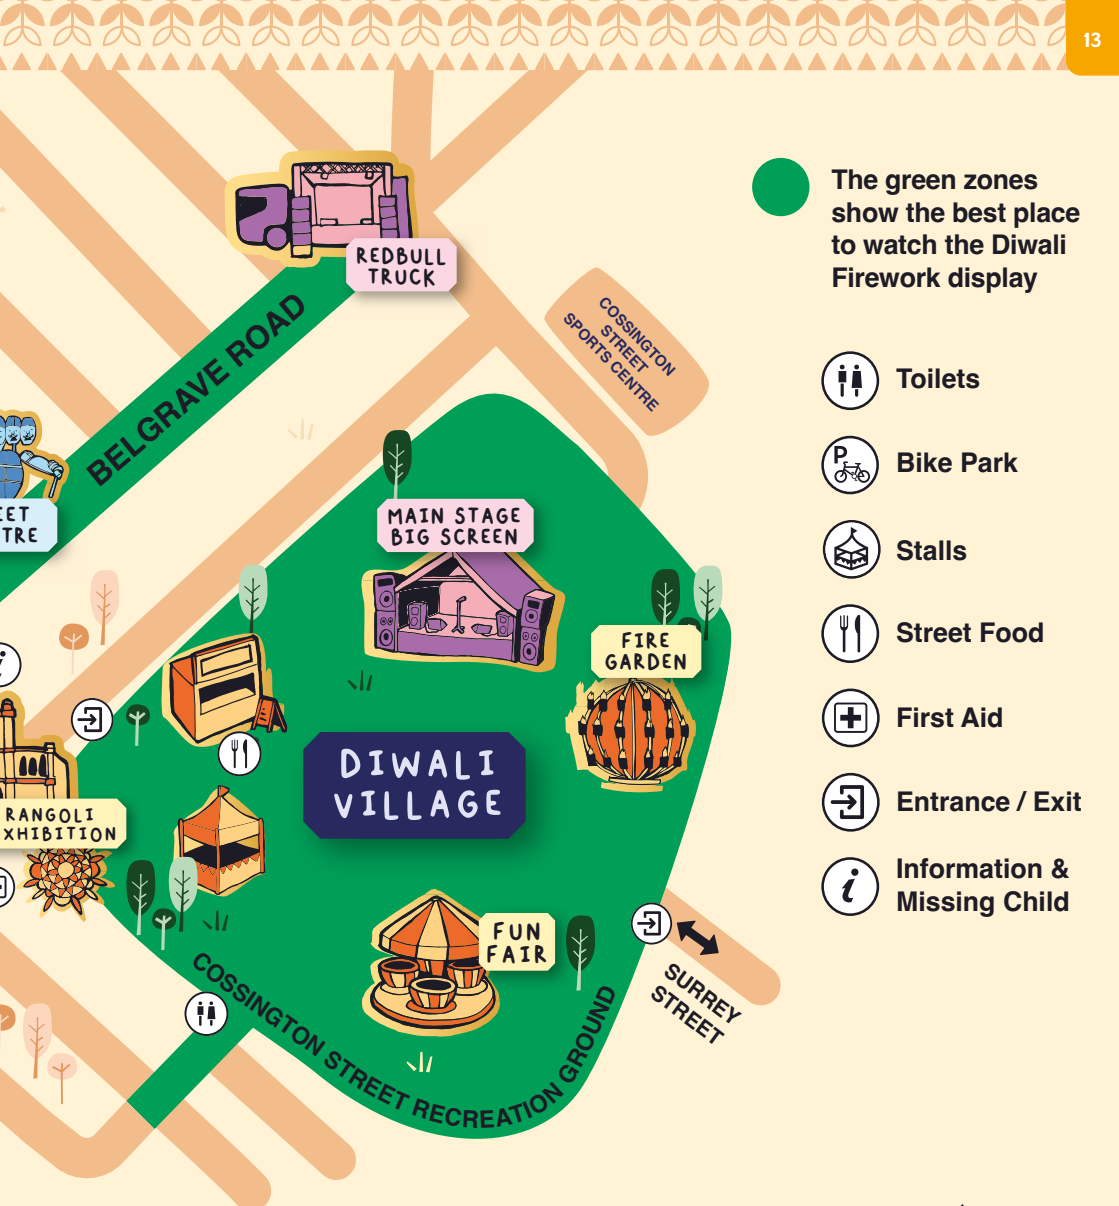 13
The green zones
show the best place
to watch the Diwali
Firework display
Toilets
P
Bike Park
Stalls
Street Food
First Aid
Entrance / Exit
i
Information &
Missing Child
REDBULL
TRUCK
BELGRAVE ROAD
COSSINGTON
STREET
SPORTS CENTRE
EET
TRE
MAIN STAGE
BIG SCREEN
FIRE
GARDEN
DIWALI
VILLAGE
i
RANGOLI
XHIBITION
FUN
FAIR
SURREY
STREET
COSSINGTON STREET RECREATION GROUND